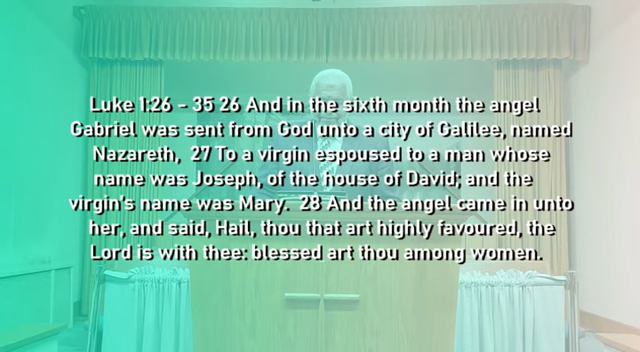 Luke 1:26 - 35 26 And in the sixth month the angel
Gabriel was sent from God unto a city of Galilee, named
Nazareth, 27 To a virgin espoused to a man whose
name was Joseph, of the house of David; and the
virgin's name was Mary. 28 And the angel came in unto
her, and said, Hail, thou that art highly favoured, the
Lord is with thee: blessed art thou among women.